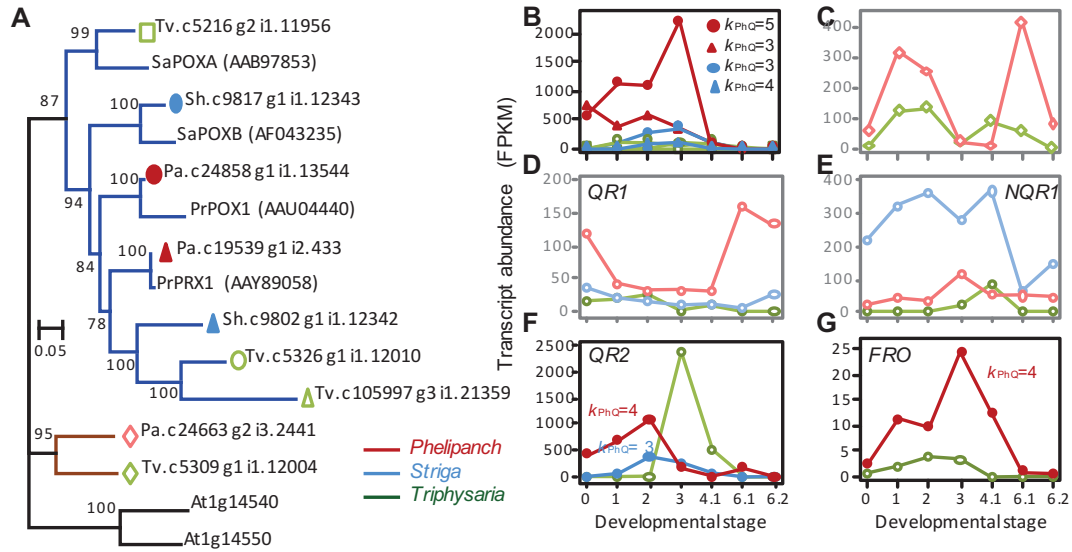 A
99
Tv.c5216 g2 i1.11956
SaPOXA (AAB97853)
87
100
Sh.c9817 g1 i1.12343
SaPOXB (AF043235)
100
Pa.c24858 g1 i1.13544
PrPOX1 (AAU04440)
94
100
Pa.c19539 g1 i2.433
84
PrPRX1 (AAY89058)
78
Sh.c9802 g1 i1.12342
0.05
100
Tv.c5326 g1 i1.12010
100
Tv.c105997 g3 i1.21359
95
Pa.c24663 g2 i3.2441
Tv.c5309 g1 i1.12004
100
At1g14540
At1g14550
Phelipanch
Striga
Triphysaria
Transcript abundance (FPKM)
B
2000
1500
1000
500
0
kPhQ=5
kPhQ=3
kPhQ=3
kPhQ=4
C
400
300
200
100
0
D
QR1
200
150
100
50
0
E
NQR1
400
300
200
100
0
F
QR2
2500
2000
1500
1000
500
0
kPhQ=4
kPhQ= 3
0 1 2 3 4.1 6.1 6.2
Developmental stage
G
FRO
25
20
15
10
5
0
kPhQ=4
0 1 2 3 4.1 6.1 6.2
Developmental stage